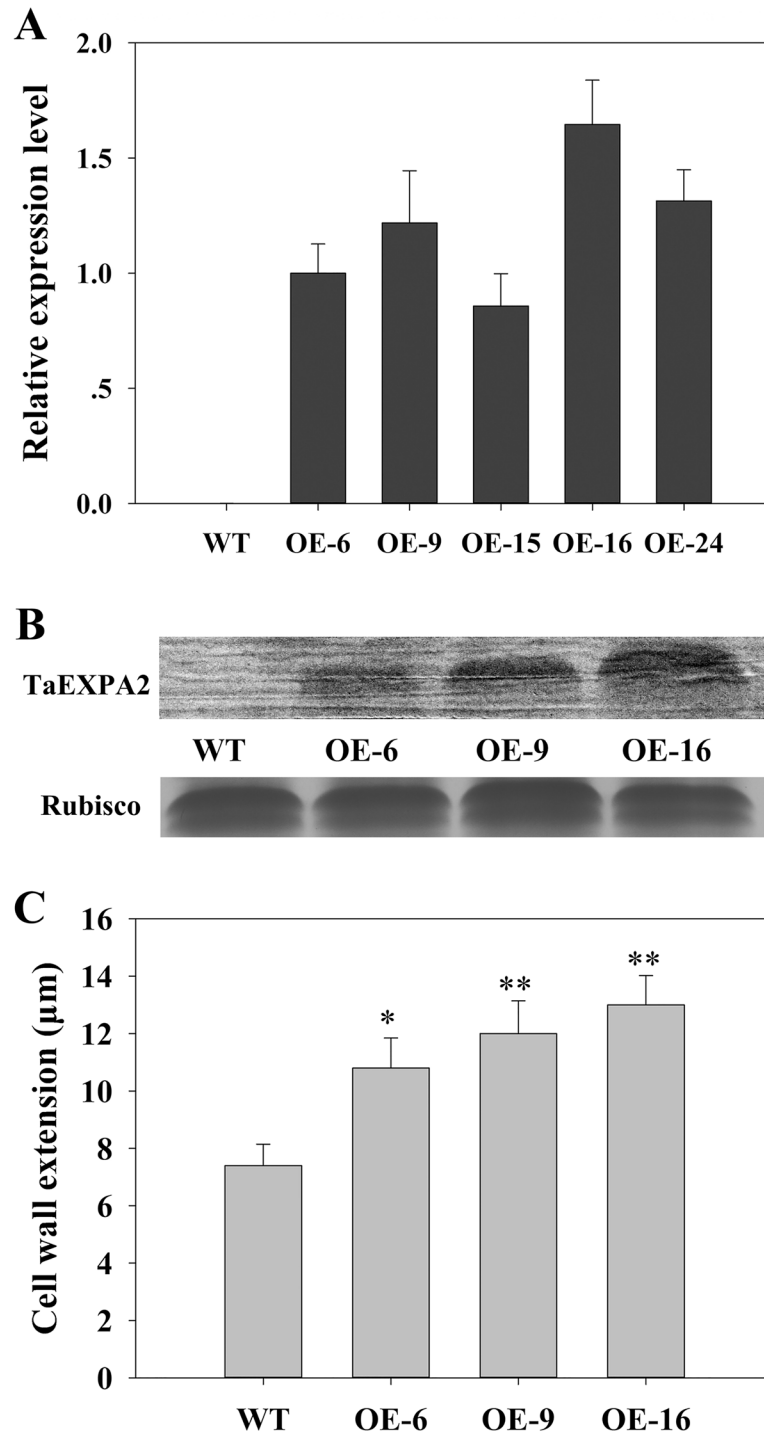 A
Relative expression level
2.0
1.5
1.0
.5
0.0
WT OE-6 OE-9 OE-15 OE-16 OE-24
B
TaEXPA2
WT OE-6 OE-9 OE-16
Rubisco
C
Cell wall extension (µm)
16
14
12
10
8
6
4
2
0
* ** **
WT OE-6 OE-9 OE-16